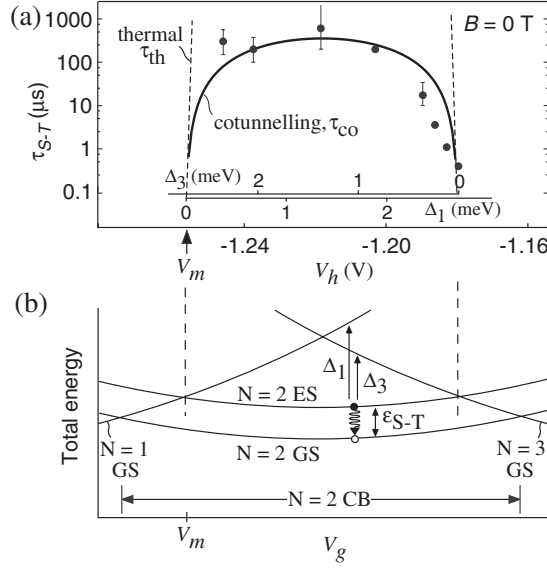 (a)
B = 0 T
thermal
τth
cotunnelling, τco
τS-T (μs)
1000
100
10
1
0.1
Δ3 (meV)
2
1
0
0
1
2
Δ1 (meV)
-1.24
-1.20
-1.16
Vm
Vh (V)
(b)
Total energy
Δ1
Δ3
N = 2 ES
εS-T
N = 1
GS
N = 2 GS
N = 3
GS
N = 2 CB
Vm
Vg